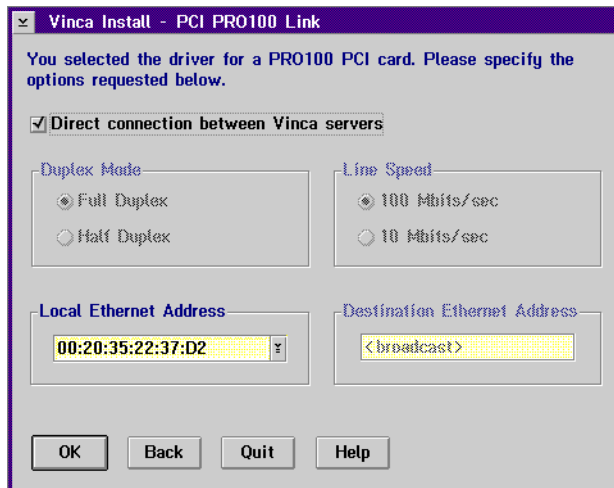 Vinca Install - PCI PRO100 Link
You selected the driver for a PRO100 PCI card. Please specify the
options requested below.
Direct connection between Vinca servers
Duplex Mode
Full Duplex
Half Duplex
Line Speed
100 Mbits/sec
10 Mbits/sec
Local Ethernet Address
00:20:35:22:37:D2
Destination Ethernet Address
<broadcast>
OK
Back
Quit
Help